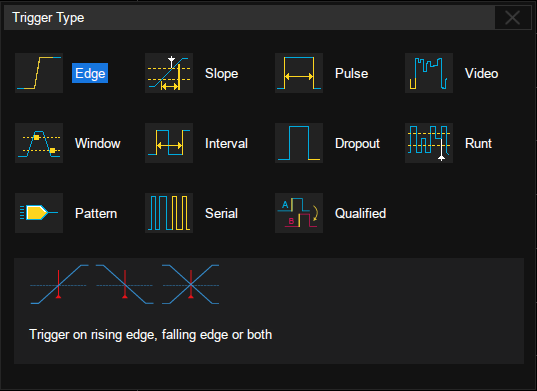 Trigger Type
Edge Slope Pulse Video
Window Interval Dropout Runt
A
B
Pattern Serial Qualified
Trigger on rising edge, falling edge or both